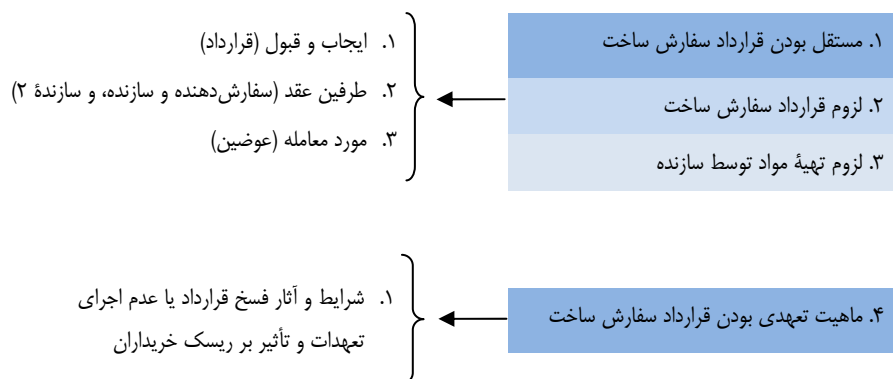 ۱. مستقل بودن قرارداد سفارش ساخت
۲. لزوم قرارداد سفارش ساخت
۳. لزوم تهیۀ مواد توسط سازنده
۱. ایجاب و قبول (قرارداد)
۲. طرفین عقد (سفارش‌دهنده و سازنده، و سازندۀ ۲)
۳. مورد معامله (عوضین)
۴. ماهیت تعهدی بودن قرارداد سفارش ساخت
۱. شرایط و آثار فسخ قرارداد یا عدم اجرای
تعهدات و تأثیر بر ریسک خریداران